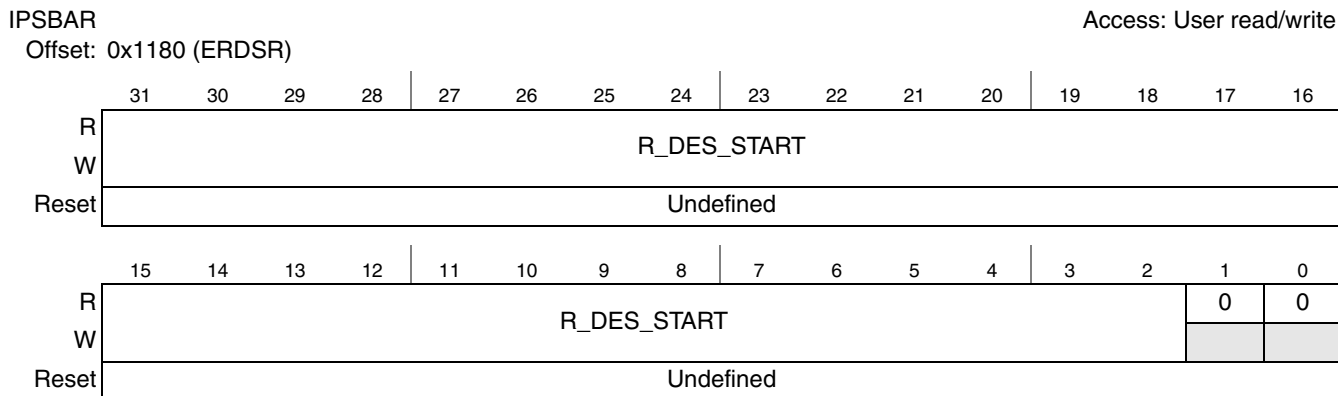 IPSBAR Access: User read/write
Offset: 0x1180 (ERDSR)
31 30 29 28 27 26 25 24 23 22 21 20 19 18 17 16
R
R_DES_START
W
Reset Undefined
15 14 13 12 11 10 9 8 7 6 5 4 3 2 1 0
R 0 0
R_DES_START
W
Reset Undefined